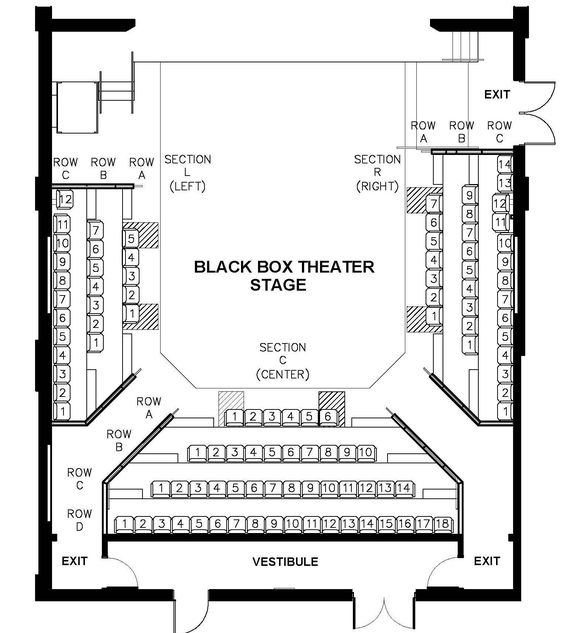 EXIT
ROW ROW ROW
A B C
ROW ROW ROW
C B A
SECTION
L
(LEFT)
SECTION
R
(RIGHT)
12
11
10
9
8
7
6
5
4
3
2
1
7
6
5
4
3
2
1
5
4
3
2
1
BLACK BOX THEATER
STAGE
7
6
5
4
3
2
1
9
8
7
6
5
4
3
2
1
14
13
12
11
10
9
8
7
6
5
4
3
2
1
SECTION
C
(CENTER)
ROW
A
1 2 3 4 5 6
ROW
B
1 2 3 4 5 6 7 8 9 10
ROW
C
1 2 3 4 5 6 7 8 9 10 11 12 13 14
ROW
D
1 2 3 4 5 6 7 8 9 10 11 12 13 14 15 16 17 18
EXIT
VESTIBULE
EXIT